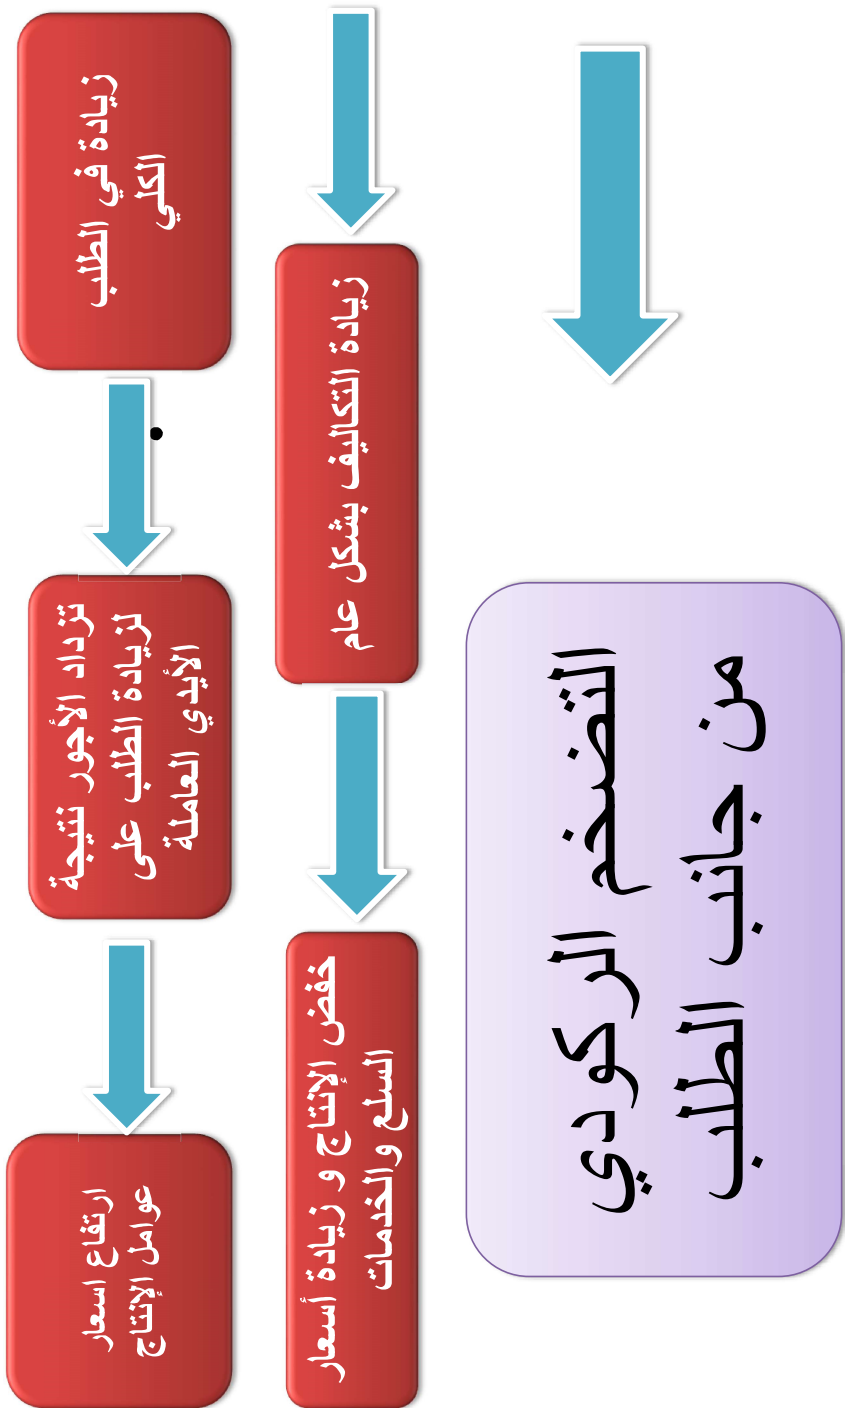 زيادة في الطلب
الكلي
تزداد الأجور نتيجة
لزيادة الطلب على
الأيدي العاملة
ارتفاع اسعار
عوامل الإنتاج
زيادة التكاليف بشكل عام
خفض الإنتاج و زيادة أسعار
السلع والخدمات
التضخم الركودي
من جانب الطلب